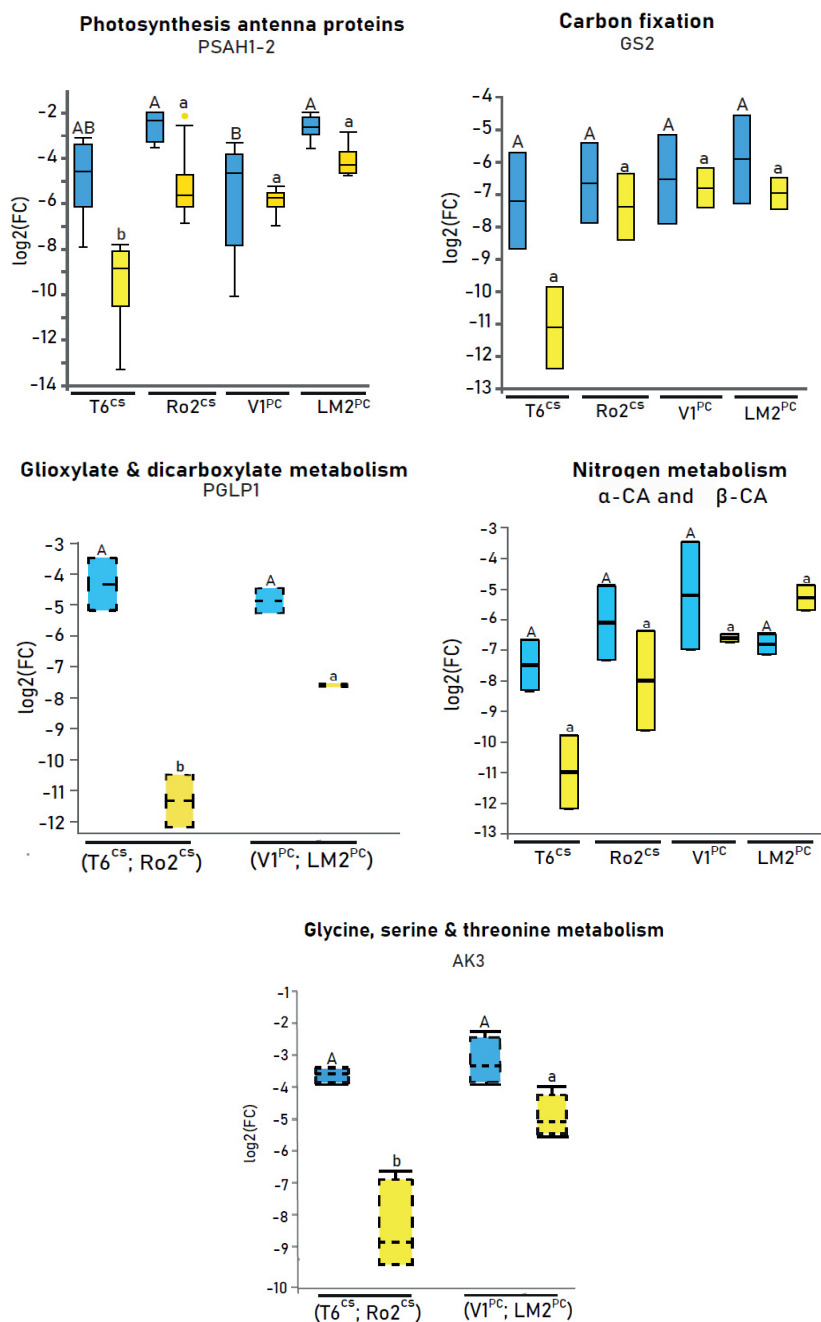 Photosynthesis antenna proteins
PSAH1-2
log2(FC)
-2
-4
-6
-8
-10
-12
-14
AB
b
A
a
B
a
A
a
T6ᶜˢ Ro2ᶜˢ V1ᴾᶜ LM2ᴾᶜ
Carbon fixation
GS2
log2(FC)
-4
-5
-6
-7
-8
-9
-10
-11
-12
-13
A
a
A
a
A
a
A
a
T6ᶜˢ Ro2ᶜˢ V1ᴾᶜ LM2ᴾᶜ
Glioxylate & dicarboxylate metabolism
PGLP1
log2(FC)
-3
-4
-5
-6
-7
-8
-9
-10
-11
-12
A
b
A
a
(T6ᶜˢ; Ro2ᶜˢ) (V1ᴾᶜ; LM2ᴾᶜ)
Nitrogen metabolism
α-CA and β-CA
log2(FC)
-3
-4
-5
-6
-7
-8
-9
-10
-11
-12
-13
A
a
A
a
A
a
A
a
T6ᶜˢ Ro2ᶜˢ V1ᴾᶜ LM2ᴾᶜ
Glycine, serine & threonine metabolism
AK3
log2(FC)
-1
-2
-3
-4
-5
-6
-7
-8
-9
-10
A
b
A
a
(T6ᶜˢ; Ro2ᶜˢ) (V1ᴾᶜ; LM2ᴾᶜ)